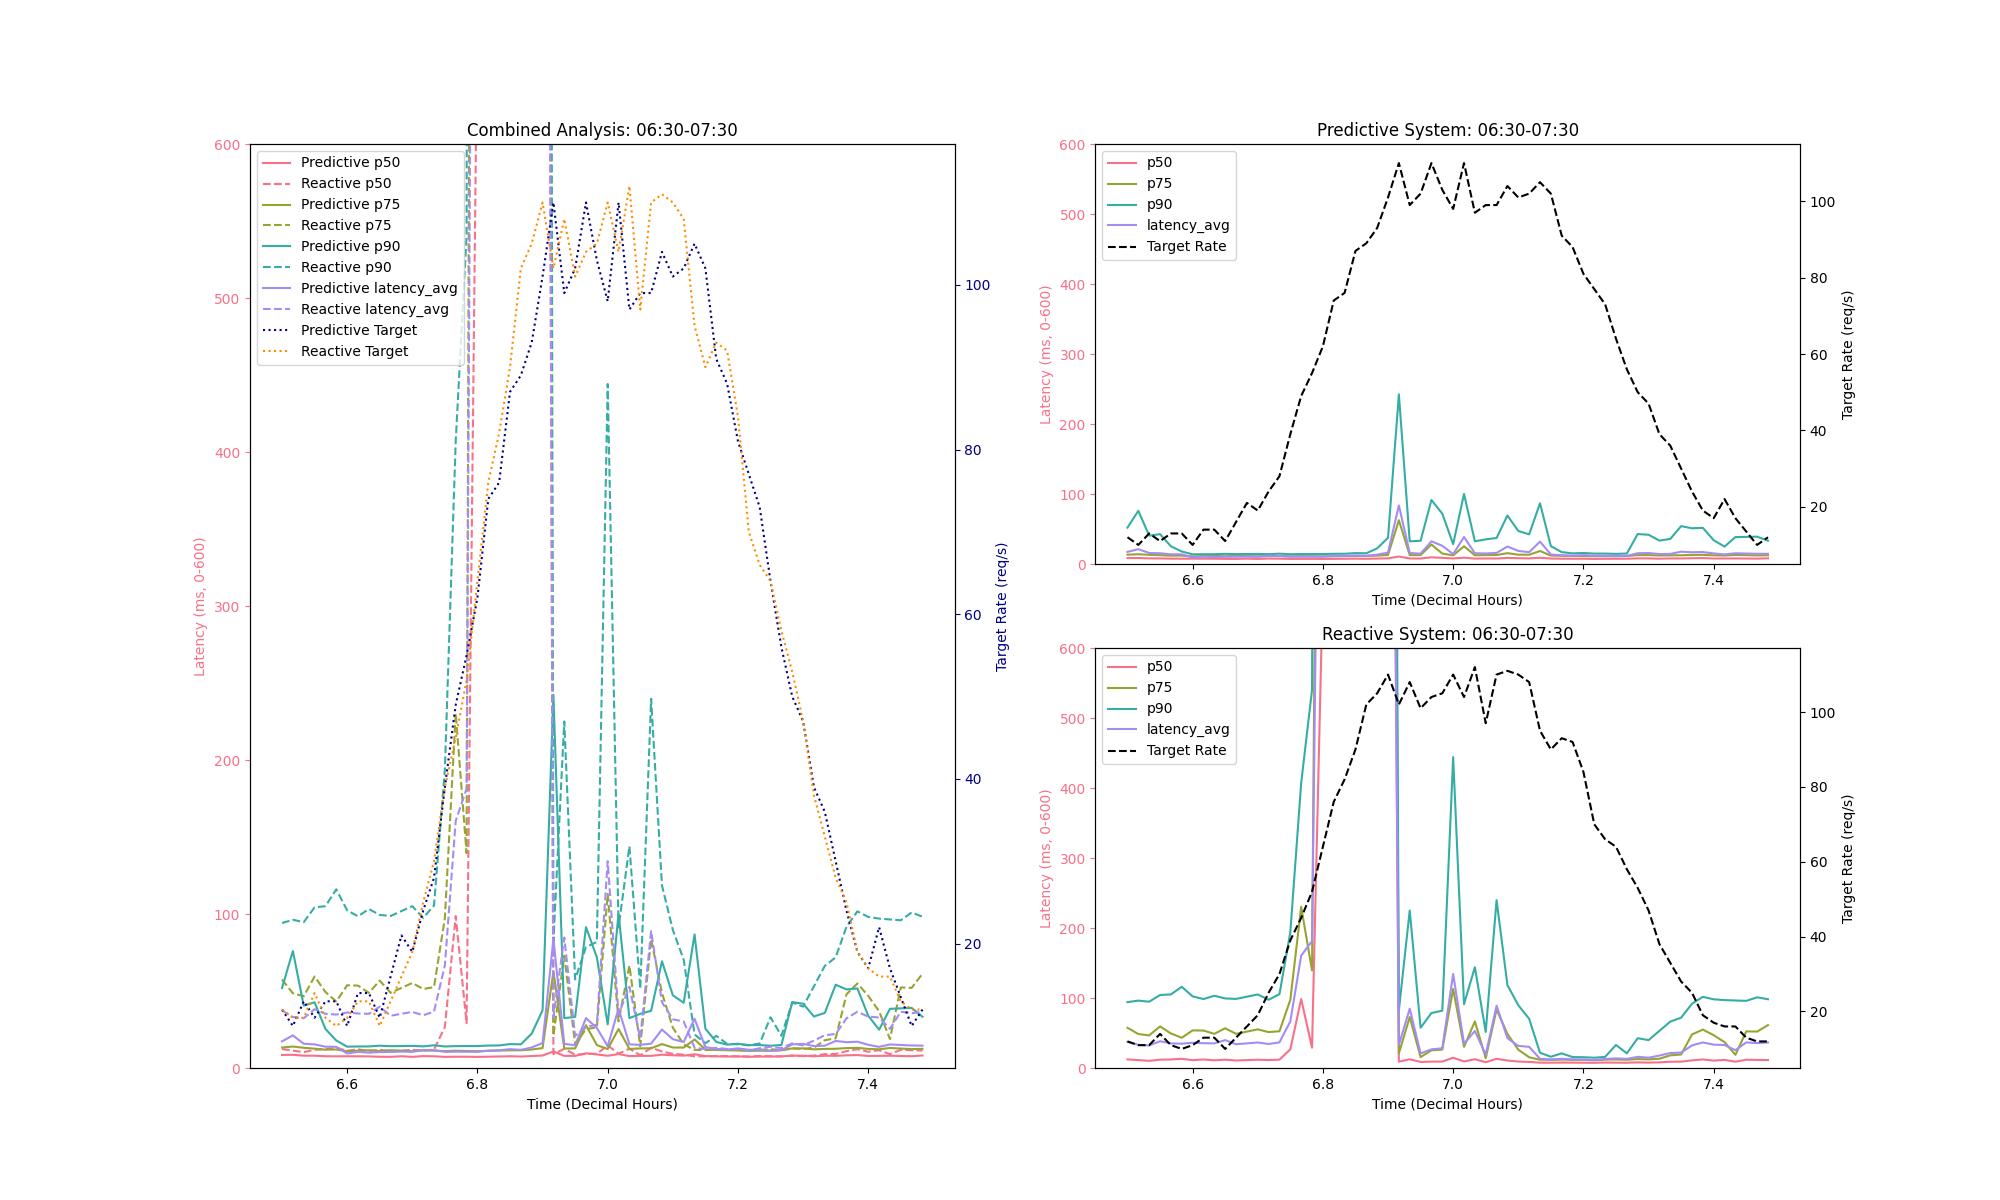 Combined Analysis: 06:30-07:30
Predictive p50
Reactive p50
Predictive p75
Reactive p75
Predictive p90
Reactive p90
Predictive latency_avg
Reactive latency_avg
Predictive Target
Reactive Target
600
500
400
300
200
100
0
Latency (ms, 0-600)
6.6 6.8 7.0 7.2 7.4
Time (Decimal Hours)
100
80
60
40
20
Target Rate (req/s)
Predictive System: 06:30-07:30
p50
p75
p90
latency_avg
Target Rate
600
500
400
300
200
100
0
Latency (ms, 0-600)
6.6 6.8 7.0 7.2 7.4
Time (Decimal Hours)
100
80
60
40
20
Target Rate (req/s)
Reactive System: 06:30-07:30
p50
p75
p90
latency_avg
Target Rate
600
500
400
300
200
100
0
Latency (ms, 0-600)
6.6 6.8 7.0 7.2 7.4
Time (Decimal Hours)
100
80
60
40
20
Target Rate (req/s)